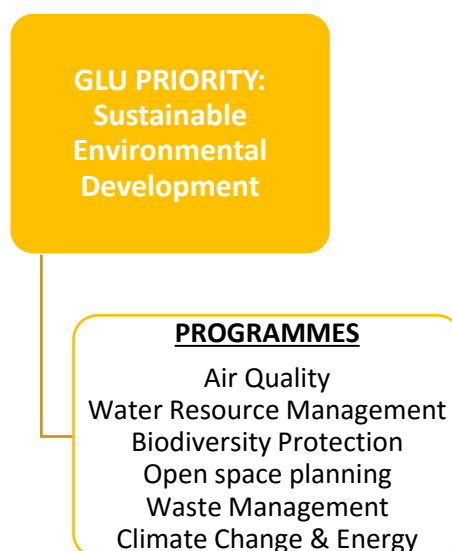 GLU PRIORITY:
Sustainable
Environmental
Development
PROGRAMMES
Air Quality
Water Resource Management
Biodiversity Protection
Open space planning
Waste Management
Climate Change & Energy